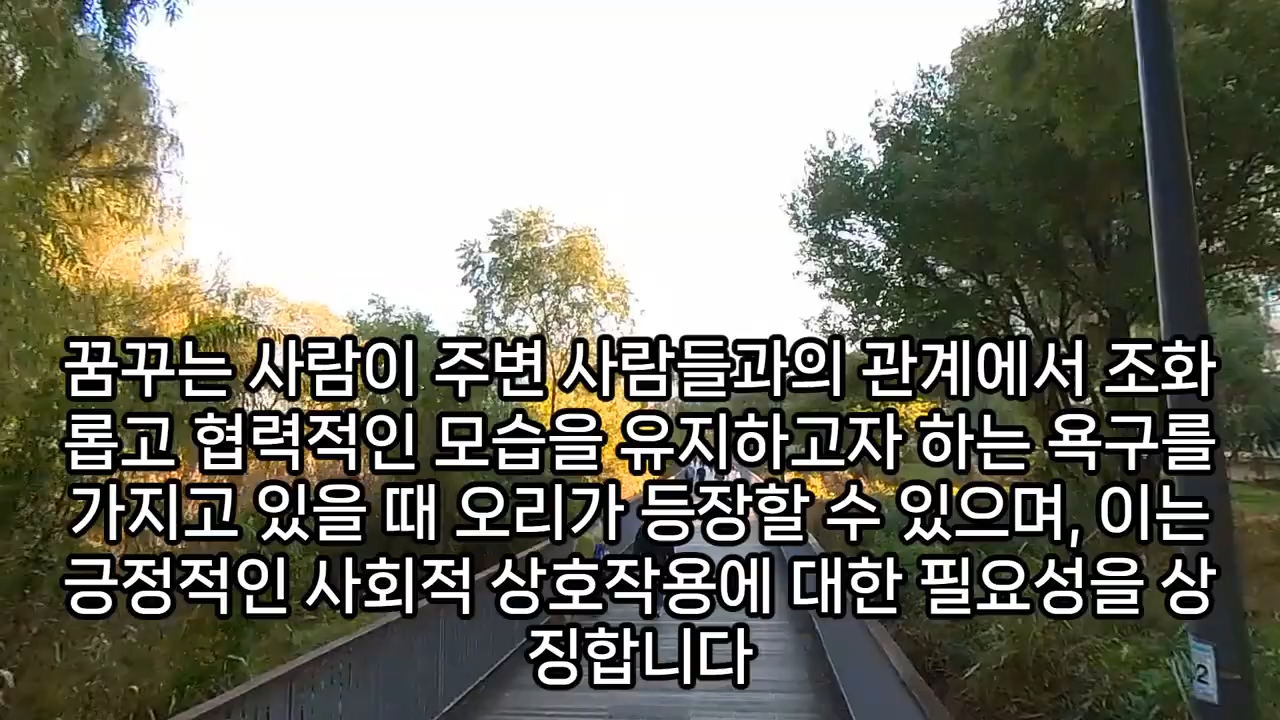 꿈꾸는 사람이 주변 사람들과의 관계에서 조화
롭고 협력적인 모습을 유지하고자 하는 욕구를
가지고 있을 때 오리가 등장할 수 있으며, 이는
긍정적인 사회적 상호작용에 대한 필요성을 상
징합니다
2